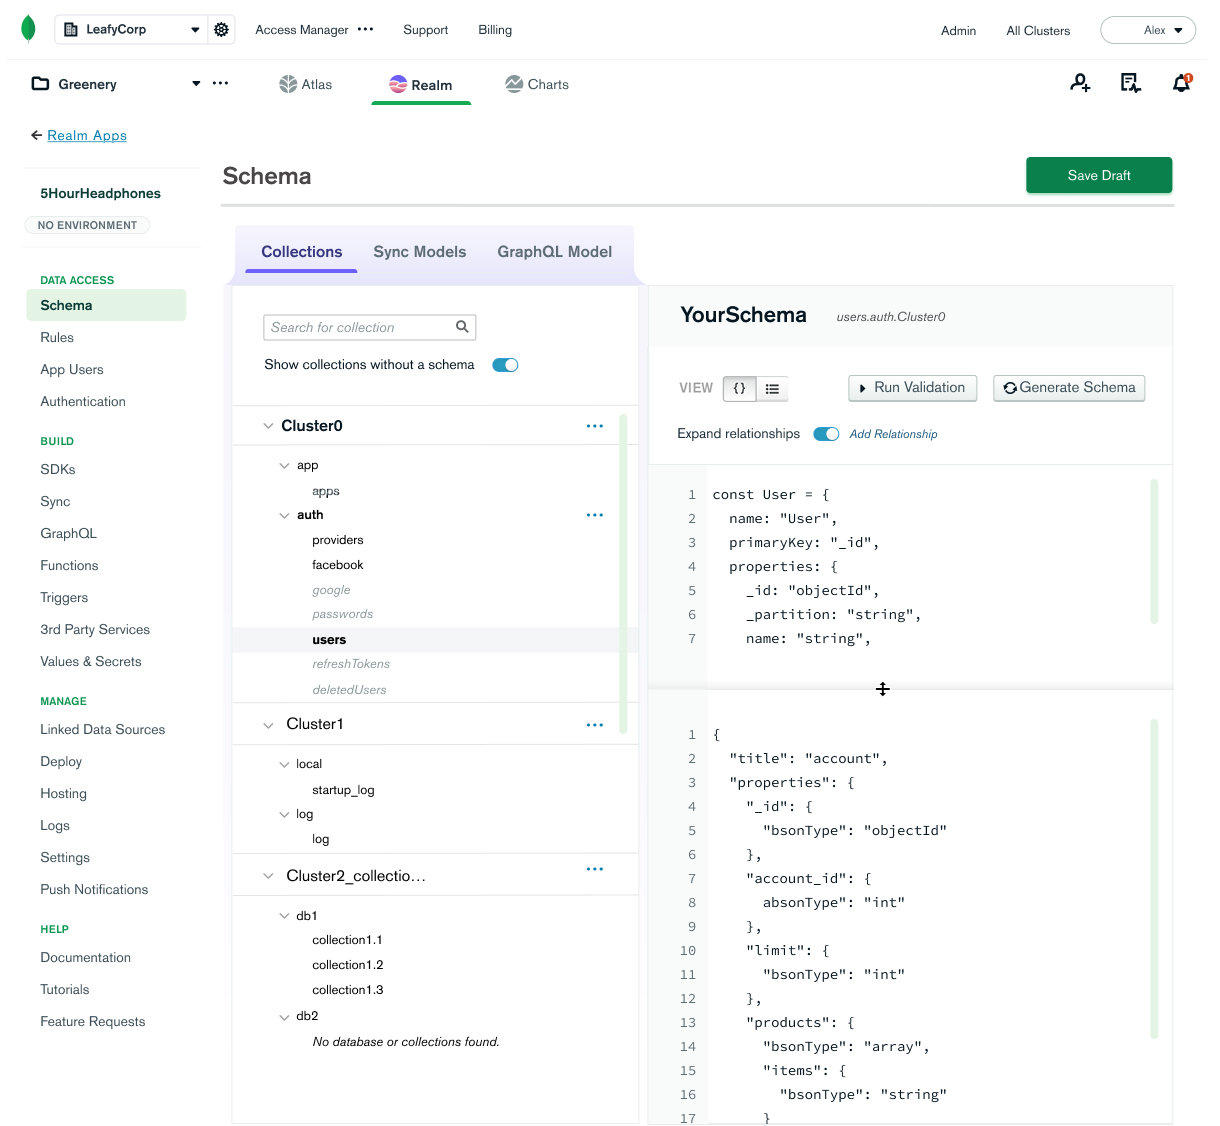 LeafyCorp
Access Manager
Support
Billing
Admin
All Clusters
Alex
Greenery
Atlas
Realm
Charts
1
Realm Apps
5HourHeadphones
NO ENVIRONMENT
DATA ACCESS
Schema
Rules
App Users
Authentication
BUILD
SDKs
Sync
GraphQL
Functions
Triggers
3rd Party Services
Values & Secrets
MANAGE
Linked Data Sources
Deploy
Hosting
Logs
Settings
Push Notifications
HELP
Documentation
Tutorials
Feature Requests
Schema
Save Draft
Collections
Sync Models
GraphQL Model
Search for collection
Show collections without a schema
Cluster0
app
apps
auth
providers
facebook
google
passwords
users
refreshTokens
deletedUsers
Cluster1
local
startup_log
log
log
Cluster2_collectio...
db1
collection1.1
collection1.2
collection1.3
db2
No database or collections found.
YourSchema
users.auth.Cluster0
VIEW
{}
Run Validation
Generate Schema
Expand relationships
Add Relationship
1 const User = {
2 name: "User",
3 primaryKey: "_id",
4 properties: {
5 _id: "objectId",
6 _partition: "string",
7 name: "string",
1 {
2 "title": "account",
3 "properties": {
4 "_id": {
5 "bsonType": "objectId"
6 },
7 "account_id": {
8 absonType": "int"
9 },
10 "limit": {
11 "bsonType": "int"
12 },
13 "products": {
14 "bsonType": "array",
15 "items": {
16 "bsonType": "string"
17 }